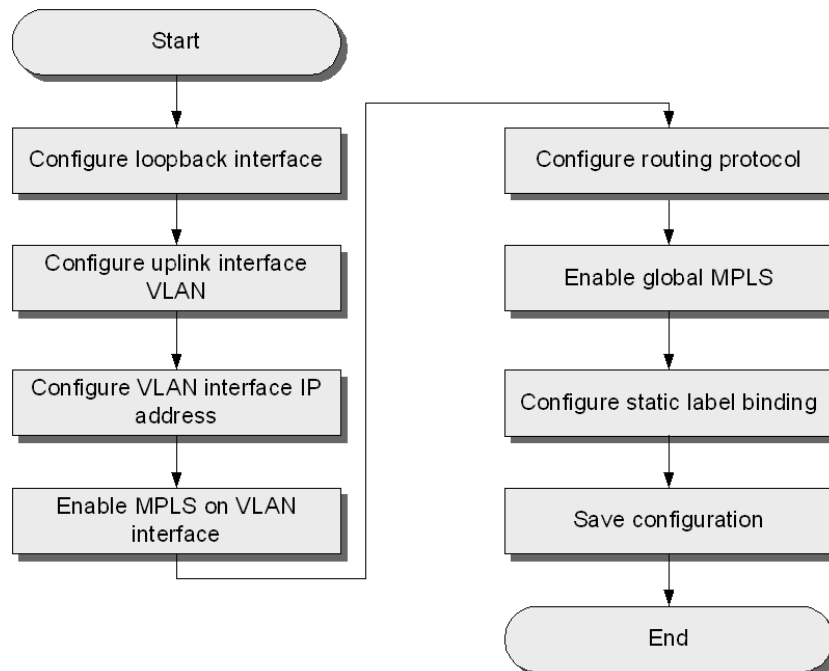 Start
Configure loopback interface
Configure uplink interface
VLAN
Configure VLAN interface IP
address
Enable MPLS on VLAN
interface
Configure routing protocol
Enable global MPLS
Configure static label binding
Save configuration
End